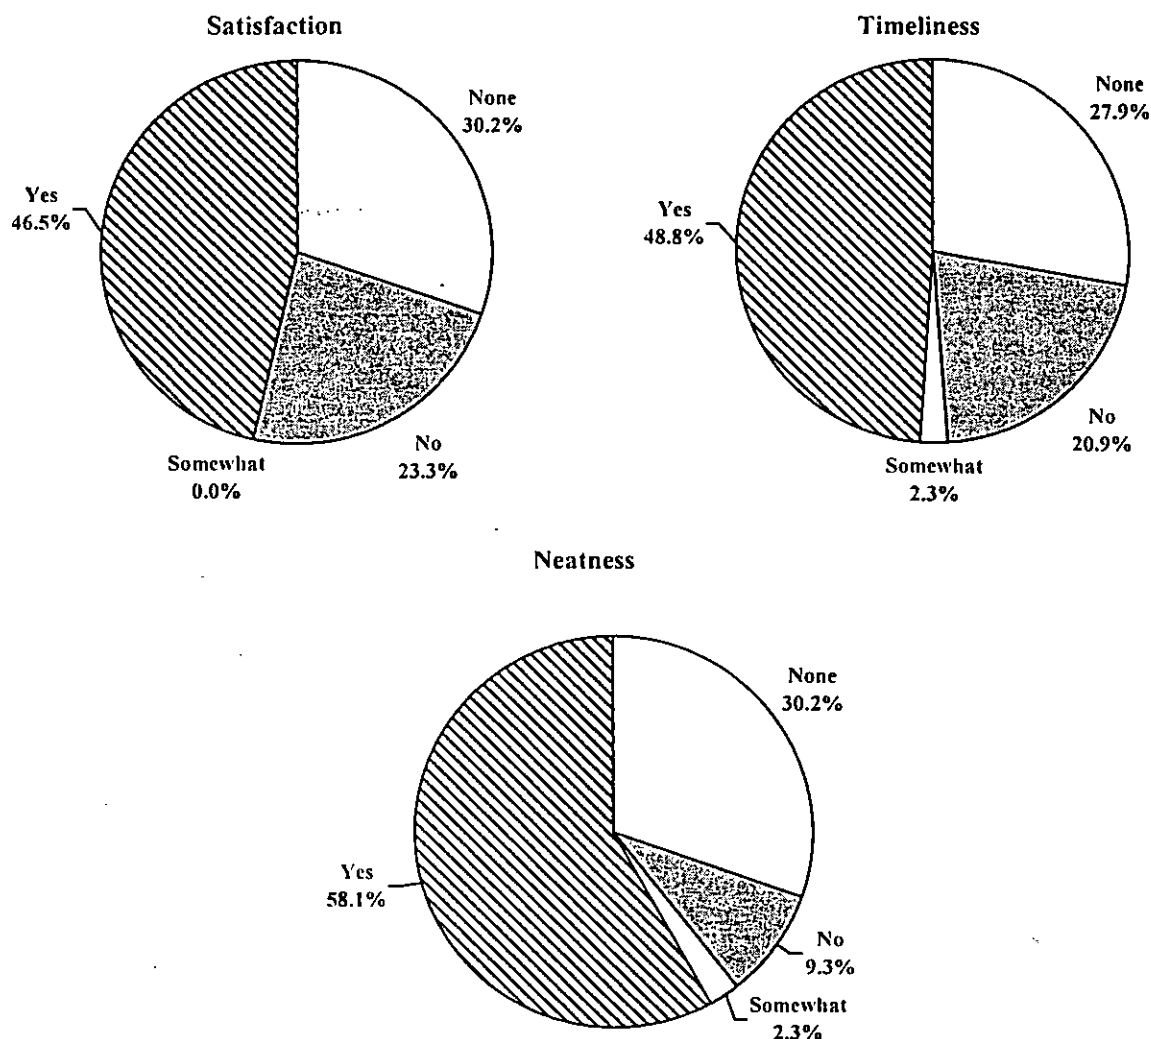 Satisfaction
None
30.2%
Yes
46.5%
No
23.3%
Somewhat
0.0%
Timeliness
None
27.9%
Yes
48.8%
No
20.9%
Somewhat
2.3%
Neatness
None
30.2%
Yes
58.1%
No
9.3%
Somewhat
2.3%